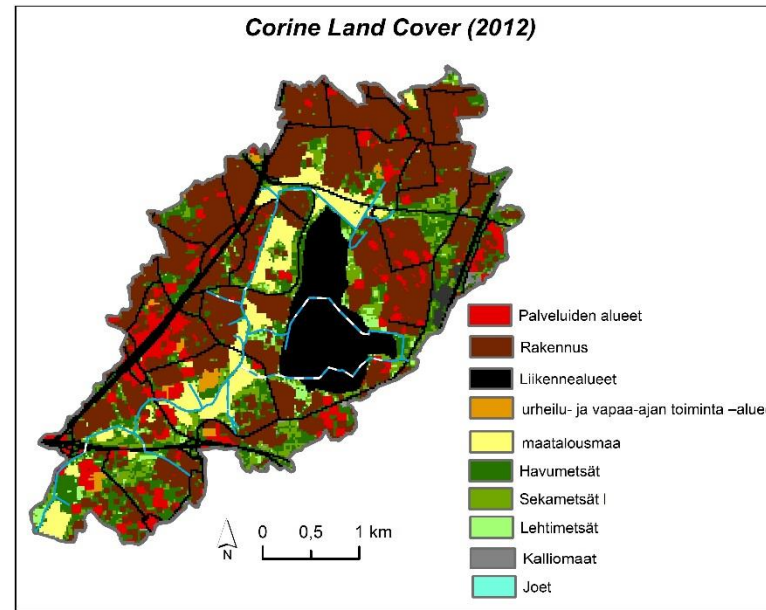 Corine Land Cover (2012)
Palveluiden alueet
Rakennus
Liikennealueet
urheilu- ja vapaa-ajan toiminta –alue
maatalousmaa
Havumetsät
Sekametsät l
Lehtimetsät
Kalliomaat
Joet
0 0,5 1 km
N